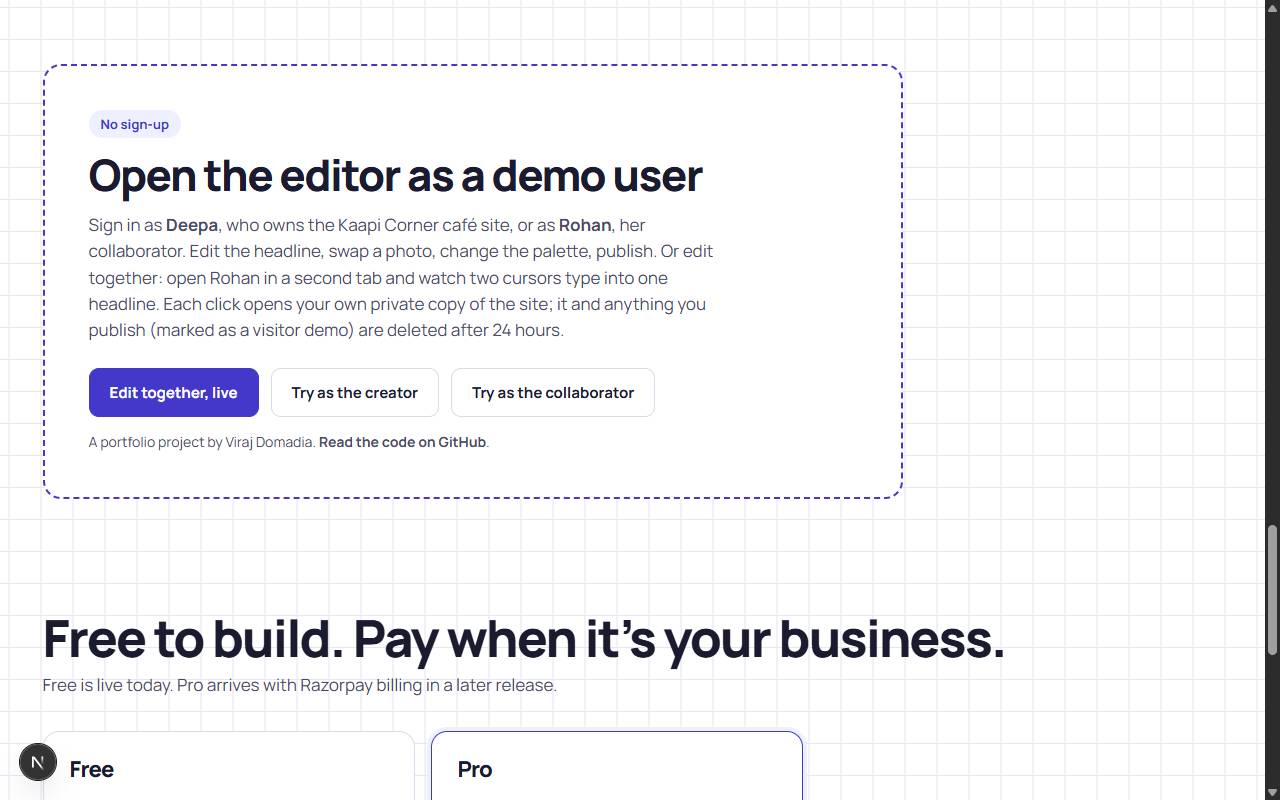 No sign-up
Open the editor as a demo user
Sign in as Deepa, who owns the Kaapi Corner café site, or as Rohan, her
collaborator. Edit the headline, swap a photo, change the palette, publish. Or edit
together: open Rohan in a second tab and watch two cursors type into one
headline. Each click opens your own private copy of the site; it and anything you
publish (marked as a visitor demo) are deleted after 24 hours.
Edit together, live
Try as the creator
Try as the collaborator
A portfolio project by Viraj Domadia. Read the code on GitHub.
Free to build. Pay when it’s your business.
Free is live today. Pro arrives with Razorpay billing in a later release.
N
Free
Pro